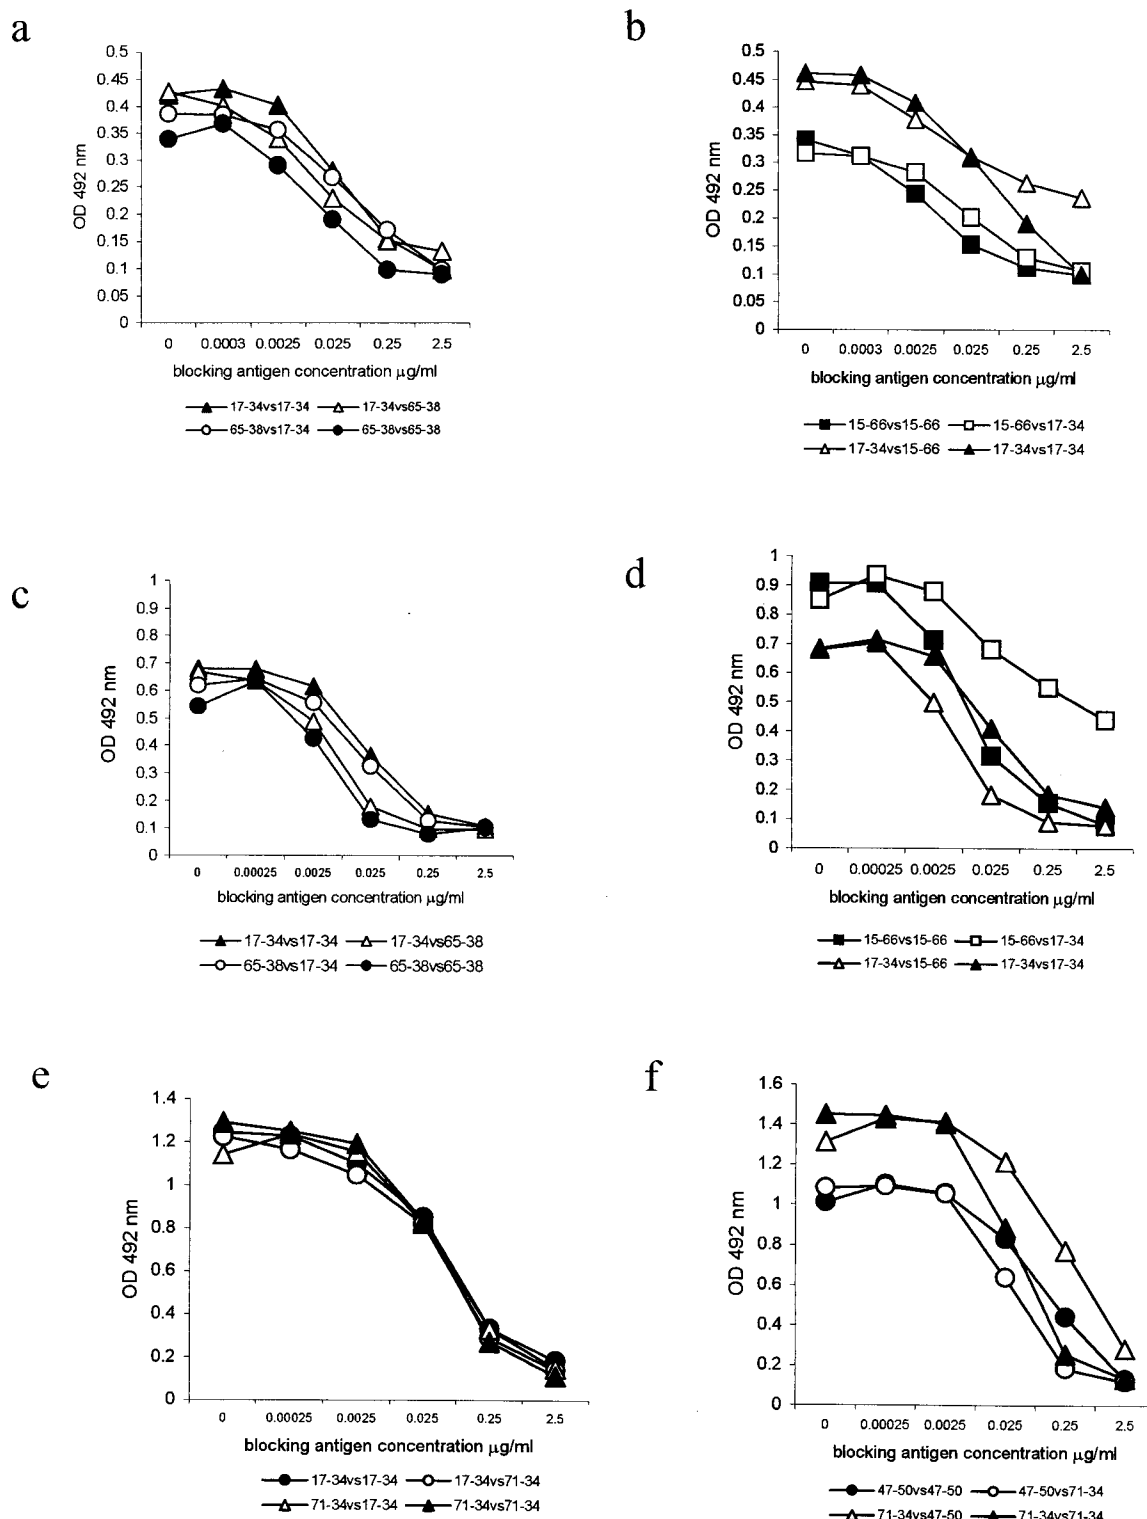 a
0.5
0.45
0.4
0.35
0.3
0.25
0.2
0.15
0.1
0.05
0
OD 492 nm
0 0.0003 0.0025 0.025 0.25 2.5
blocking antigen concentration μg/ml
17-34vs17-34 17-34vs65-38
65-38vs17-34 65-38vs65-38
b
0.5
0.45
0.4
0.35
0.3
0.25
0.2
0.15
0.1
0.05
0
OD 492 nm
0 0.0003 0.0025 0.025 0.25 2.5
blocking antigen concentration μg/ml
15-66vs15-66 15-66vs17-34
17-34vs15-66 17-34vs17-34
c
1
0.9
0.8
0.7
0.6
0.5
0.4
0.3
0.2
0.1
0
OD 492 nm
0 0.00025 0.0025 0.025 0.25 2.5
blocking antigen concentration μg/ml
17-34vs17-34 17-34vs65-38
65-38vs17-34 65-38vs65-38
d
1
0.9
0.8
0.7
0.6
0.5
0.4
0.3
0.2
0.1
0
OD 492 nm
0 0.00025 0.0025 0.025 0.25 2.5
blocking antigen concentration μg/ml
15-66vs15-66 15-66vs17-34
17-34vs15-66 17-34vs17-34
e
1.4
1.2
1
0.8
0.6
0.4
0.2
0
OD 492 nm
0 0.00025 0.0025 0.025 0.25 2.5
blocking antigen concentration μg/ml
17-34vs17-34 17-34vs71-34
71-34vs17-34 71-34vs71-34
f
1.6
1.4
1.2
1
0.8
0.6
0.4
0.2
0
OD 492 nm
0 0.00025 0.0025 0.025 0.25 2.5
blocking antigen concentration μg/ml
47-50vs47-50 47-50vs71-34
71-34vs47-50 71-34vs71-34